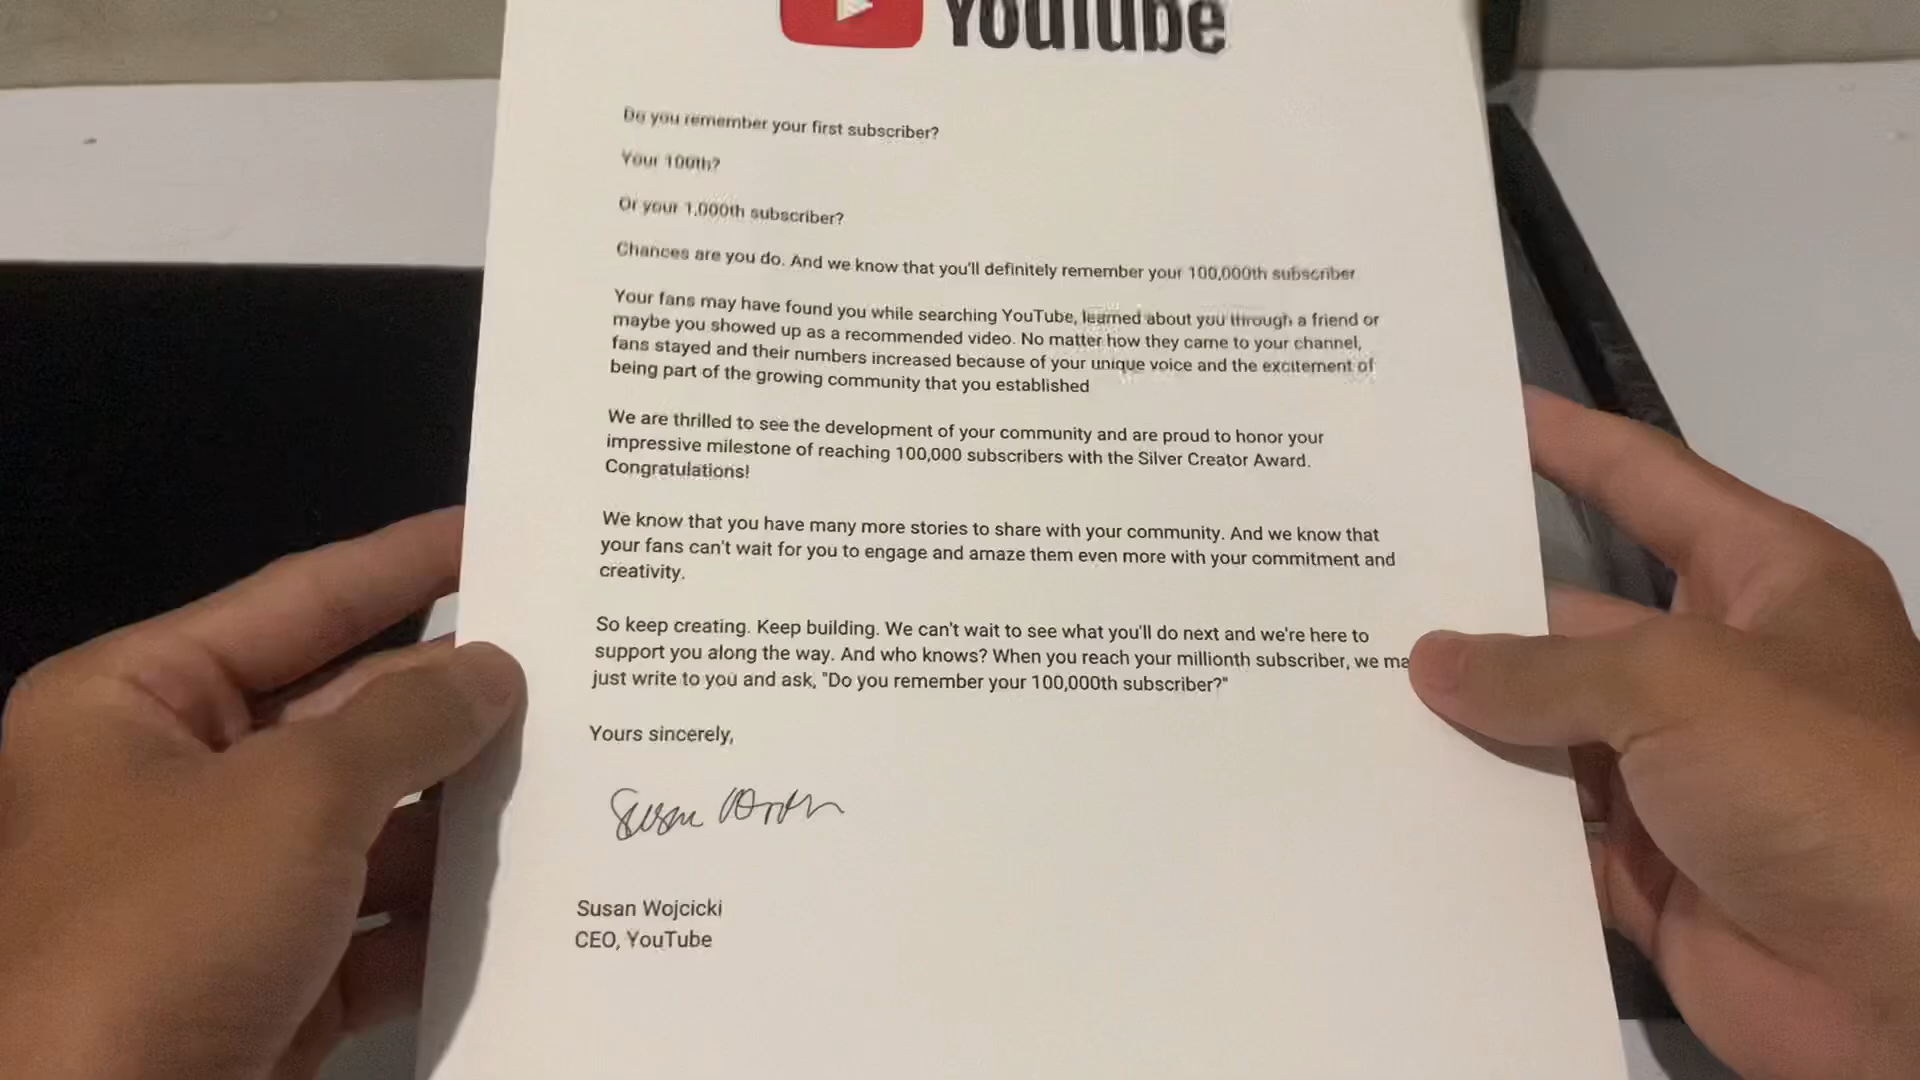 YouTube
Do you remember your first subscriber?
Your 100th?
Or your 1,000th subscriber?
Chances are you do. And we know that you'll definitely remember your 100,000th subscriber
Your fans may have found you while searching YouTube, learned about you through a friend or
maybe you showed up as a recommended video. No matter how they came to your channel,
fans stayed and their numbers increased because of your unique voice and the excitement of
being part of the growing community that you established
We are thrilled to see the development of your community and are proud to honor your
impressive milestone of reaching 100,000 subscribers with the Silver Creator Award.
Congratulations!
We know that you have many more stories to share with your community. And we know that
your fans can't wait for you to engage and amaze them even more with your commitment and
creativity.
So keep creating. Keep building. We can't wait to see what you'll do next and we're here to
support you along the way. And who knows? When you reach your millionth subscriber, we ma
just write to you and ask, "Do you remember your 100,000th subscriber?"
Yours sincerely,
Susan
Susan Wojcicki
CEO, YouTube